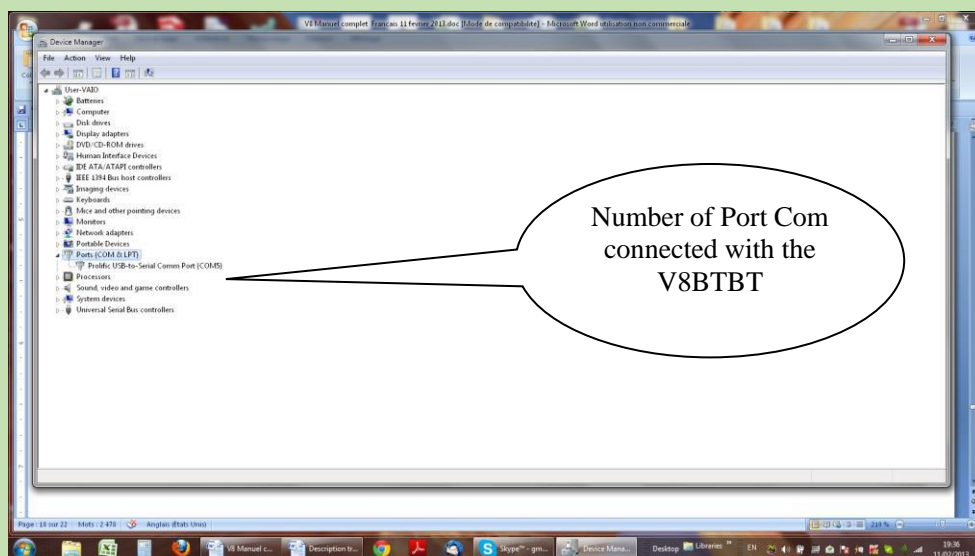 V8 Manuel complet Francais 11 fevrier 2013.doc [Mode de compatibilité] - Microsoft Word utilisation non commerciale
Device Manager
File Action View Help
User-VAIO
Batteries
Computer
Disk drives
Display adapters
DVD/CD-ROM drives
Human Interface Devices
IDE ATA/ATAPI controllers
IEEE 1394 Bus host controllers
Imaging devices
Keyboards
Mice and other pointing devices
Monitors
Network adapters
Portable Devices
Ports (COM & LPT)
Prolific USB-to-Serial Comm Port (COM5)
Processors
Sound, video and game controllers
System devices
Universal Serial Bus controllers
Number of Port Com
connected with the
V8BTBT
Page : 18 sur 22 Mots : 2 478 Anglais (États Unis) 210 %
V8 Manuel c... Description tr... Skype™ - gm... Device Mana... Desktop Libraries » EN 19:36